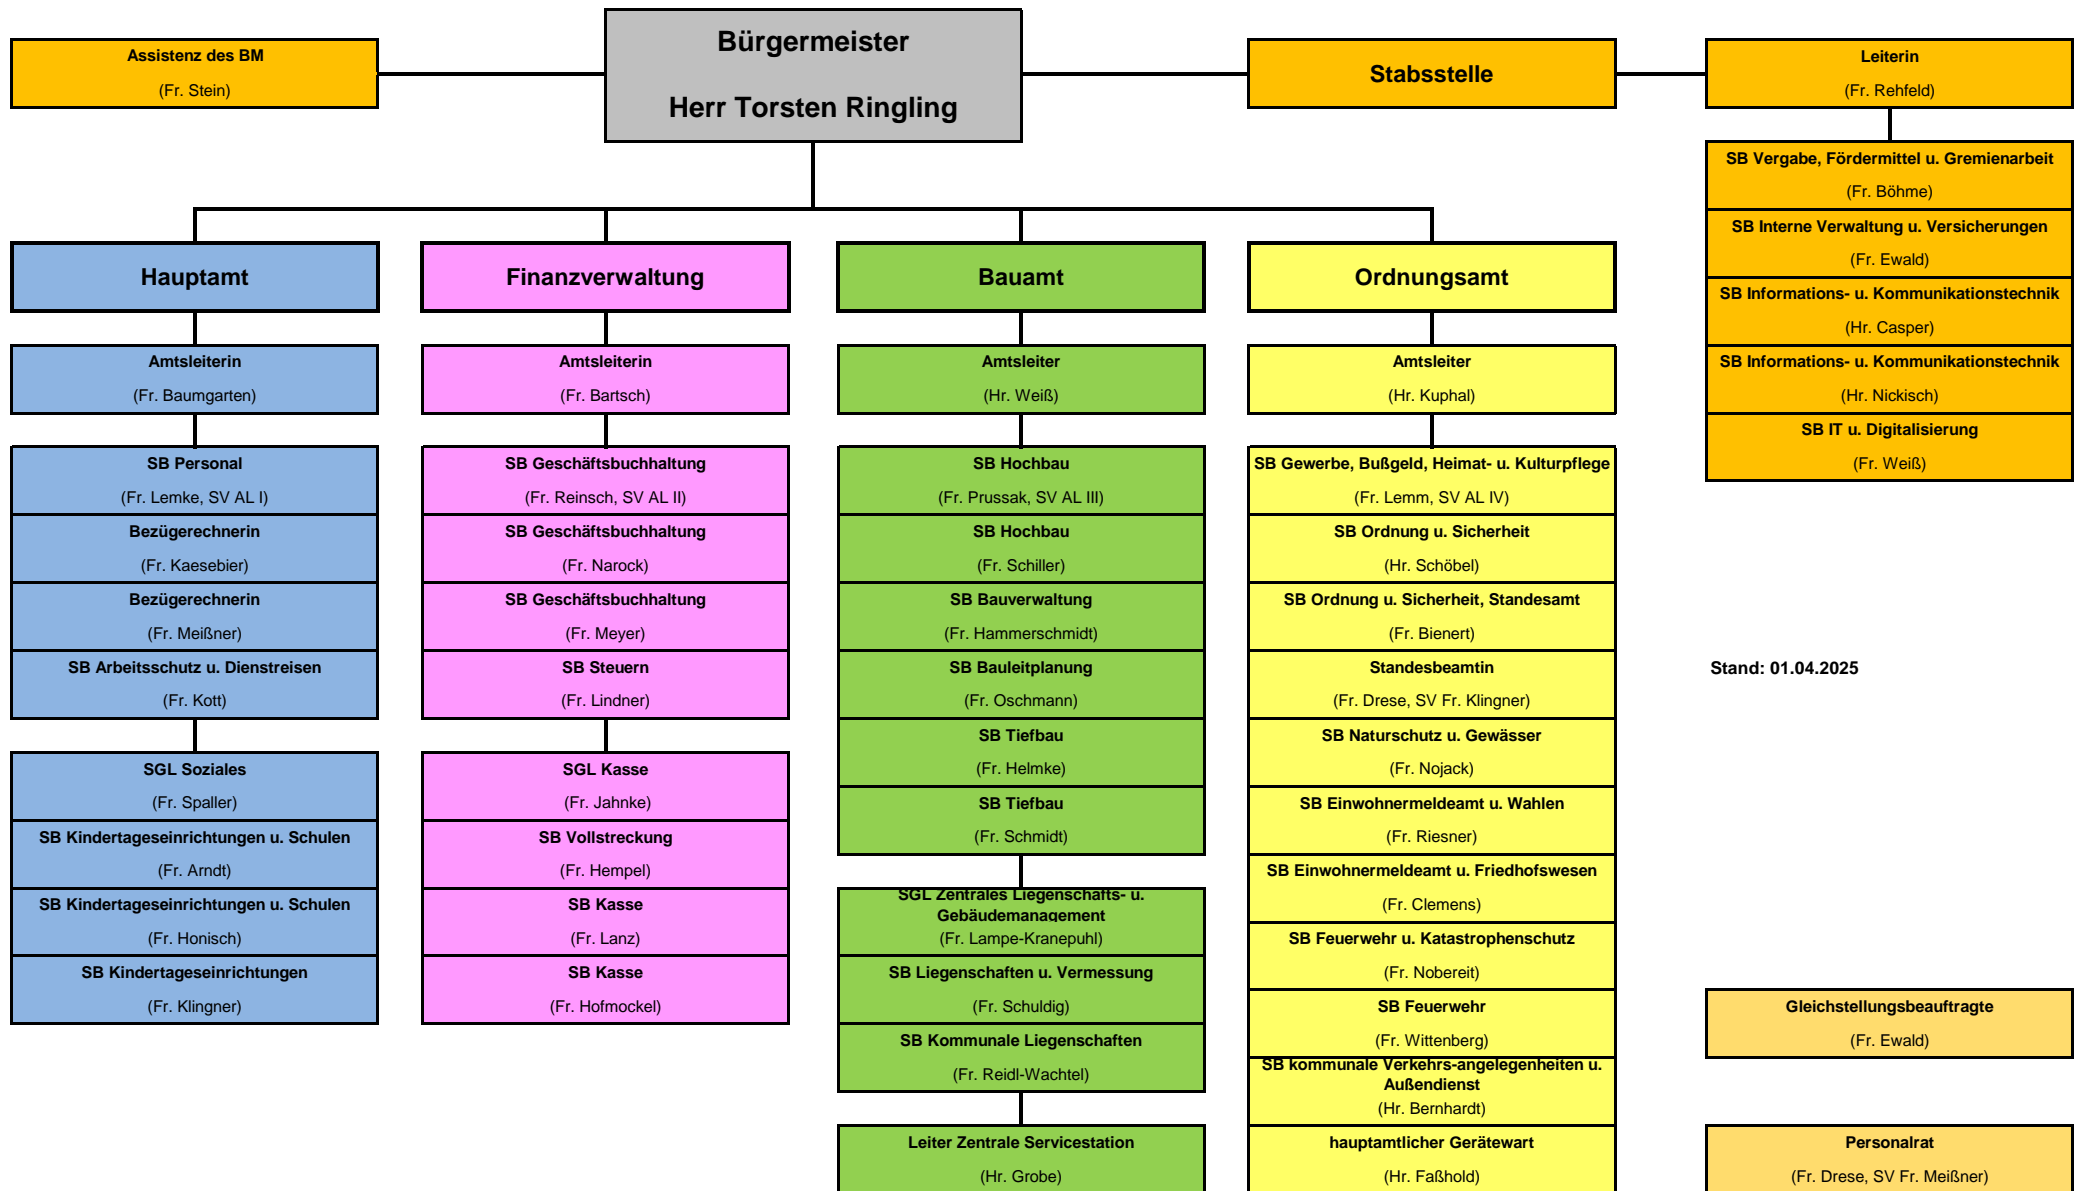 Assistenz des BM
(Fr. Stein)
Bürgermeister
Herr Torsten Ringling
Stabsstelle
Leiterin
(Fr. Rehfeld)
SB Vergabe, Fördermittel u. Gremienarbeit
(Fr. Böhme)
SB Interne Verwaltung u. Versicherungen
(Fr. Ewald)
SB Informations- u. Kommunikationstechnik
(Hr. Casper)
SB Informations- u. Kommunikationstechnik
(Hr. Nickisch)
SB IT u. Digitalisierung
(Fr. Weiß)
Hauptamt
Amtsleiterin
(Fr. Baumgarten)
SB Personal
(Fr. Lemke, SV AL I)
Bezügerechnerin
(Fr. Kaesebier)
Bezügerechnerin
(Fr. Meißner)
SB Arbeitsschutz u. Dienstreisen
(Fr. Kott)
SGL Soziales
(Fr. Spaller)
SB Kindertageseinrichtungen u. Schulen
(Fr. Arndt)
SB Kindertageseinrichtungen u. Schulen
(Fr. Honisch)
SB Kindertageseinrichtungen
(Fr. Klingner)
Finanzverwaltung
Amtsleiterin
(Fr. Bartsch)
SB Geschäftsbuchhaltung
(Fr. Reinsch, SV AL II)
SB Geschäftsbuchhaltung
(Fr. Narock)
SB Geschäftsbuchhaltung
(Fr. Meyer)
SB Steuern
(Fr. Lindner)
SGL Kasse
(Fr. Jahnke)
SB Vollstreckung
(Fr. Hempel)
SB Kasse
(Fr. Lanz)
SB Kasse
(Fr. Hofmockel)
Bauamt
Amtsleiter
(Hr. Weiß)
SB Hochbau
(Fr. Prussak, SV AL III)
SB Hochbau
(Fr. Schiller)
SB Bauverwaltung
(Fr. Hammerschmidt)
SB Bauleitplanung
(Fr. Oschmann)
SB Tiefbau
(Fr. Helmke)
SB Tiefbau
(Fr. Schmidt)
SGL Zentrales Liegenschafts- u.
Gebäudemanagement
(Fr. Lampe-Kranepuhl)
SB Liegenschaften u. Vermessung
(Fr. Schuldig)
SB Kommunale Liegenschaften
(Fr. Reidl-Wachtel)
Leiter Zentrale Servicestation
(Hr. Grobe)
Ordnungsamt
Amtsleiter
(Hr. Kuphal)
SB Gewerbe, Bußgeld, Heimat- u. Kulturpflege
(Fr. Lemm, SV AL IV)
SB Ordnung u. Sicherheit
(Hr. Schöbel)
SB Ordnung u. Sicherheit, Standesamt
(Fr. Bienert)
Standesbeamtin
(Fr. Drese, SV Fr. Klingner)
SB Naturschutz u. Gewässer
(Fr. Nojack)
SB Einwohnermeldeamt u. Wahlen
(Fr. Riesner)
SB Einwohnermeldeamt u. Friedhofswesen
(Fr. Clemens)
SB Feuerwehr u. Katastrophenschutz
(Fr. Nobereit)
SB Feuerwehr
(Fr. Wittenberg)
SB kommunale Verkehrs-angelegenheiten u.
Außendienst
(Hr. Bernhardt)
hauptamtlicher Gerätewart
(Hr. Faßhold)
Stand: 01.04.2025
Gleichstellungsbeauftragte
(Fr. Ewald)
Personalrat
(Fr. Drese, SV Fr. Meißner)